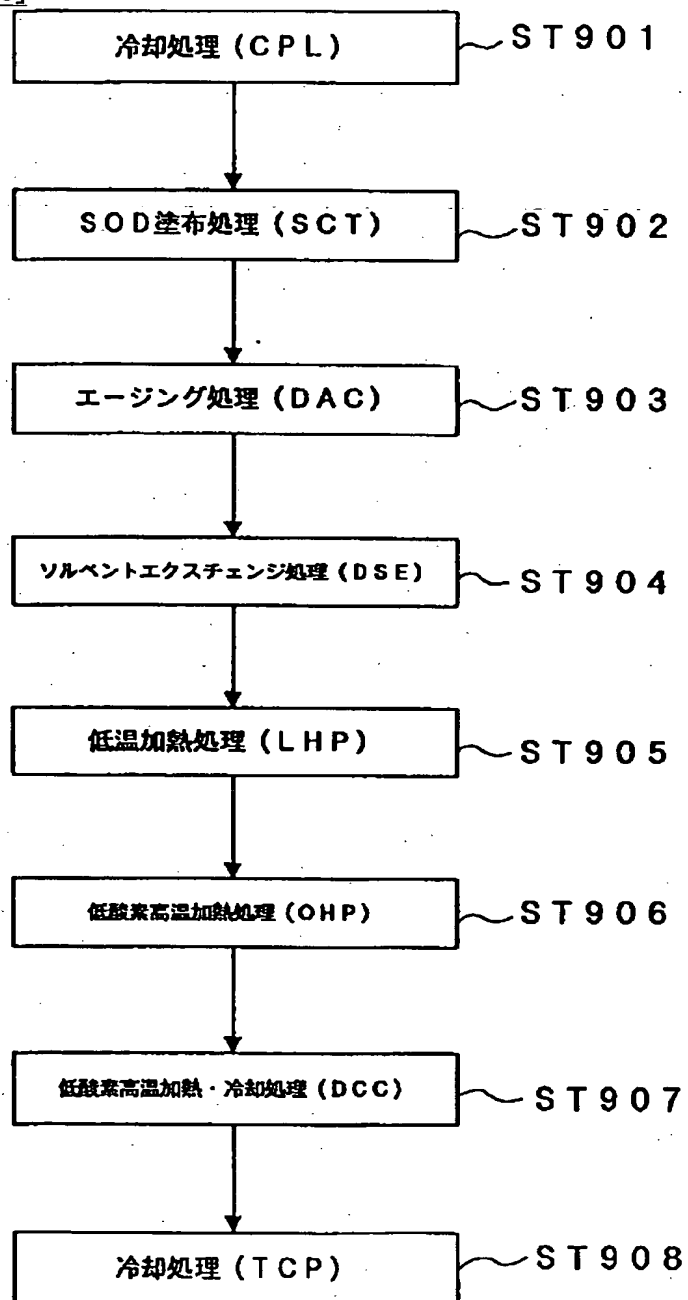 冷却処理（ＣＰＬ） ＳＴ９０１
ＳＯＤ塗布処理（ＳＣＴ） ＳＴ９０２
エージング処理（ＤＡＣ） ＳＴ９０３
ソルベントエクスチェンジ処理（ＤＳＥ） ＳＴ９０４
低温加熱処理（ＬＨＰ） ＳＴ９０５
低酸素高温加熱処理（ＯＨＰ） ＳＴ９０６
低酸素高温加熱・冷却処理（ＤＣＣ） ＳＴ９０７
冷却処理（ＴＣＰ） ＳＴ９０８